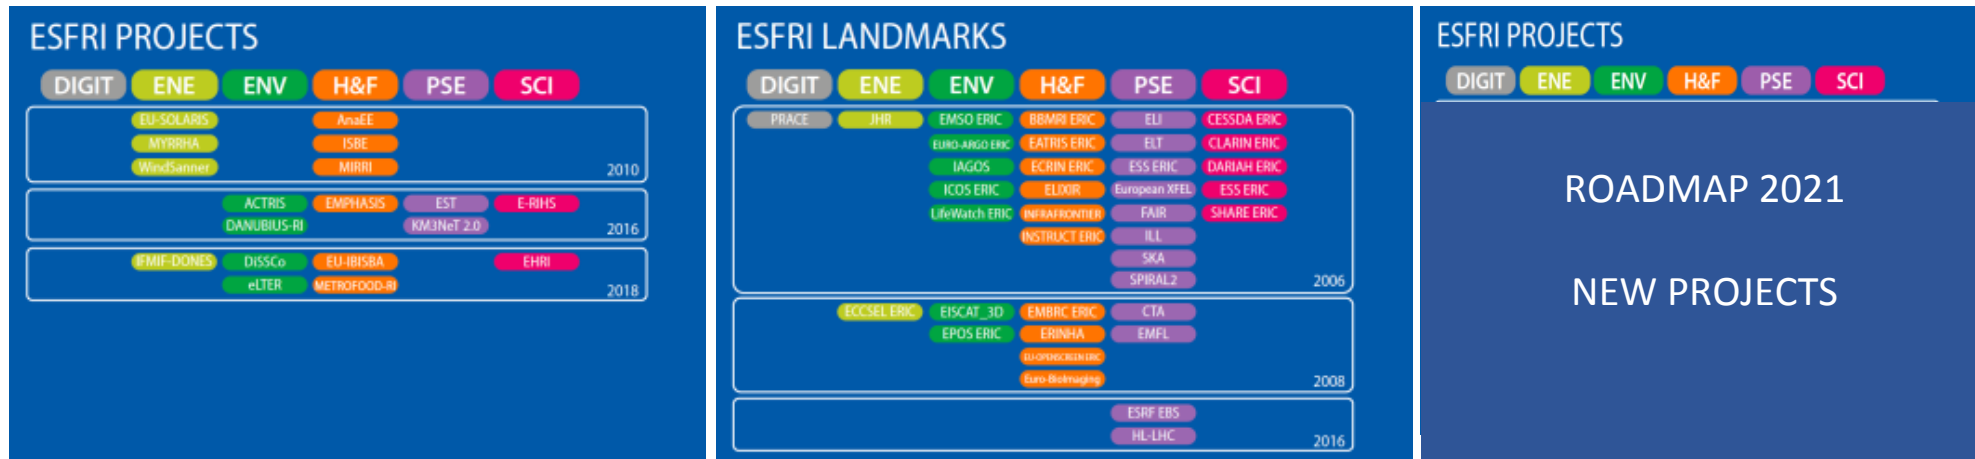 ESFRI PROJECTS
DIGIT ENE ENV H&F PSE SCI
EU-SOLARIS AnaEE
MYRRHA ISBE
WindSanner MIRRI 2010
ACTRIS EMPHASIS EST E-RIHS
DANUBIUS-RI KM3NeT 2.0 2016
IFMIF-DONES DiSSCo EU-IBISBA EHRI
eLTER METROFOOD-RI 2018
ESFRI LANDMARKS
DIGIT ENE ENV H&F PSE SCI
PRACE JHR EMSO ERIC BBMRI ERIC ELI CESSDA ERIC
EURO-ARGO ERIC EATRIS ERIC ELT CLARIN ERIC
IAGOS ECRIN ERIC ESS ERIC DARIAH ERIC
ICOS ERIC ELIXIR European XFEL ESS ERIC
LifeWatch ERIC INFRAFRONTIER FAIR SHARE ERIC
INSTRUCT ERIC ILL
SKA
SPIRAL2 2006
ECCSEL ERIC EISCAT_3D EMBRC ERIC CTA
EPOS ERIC ERINHA EMFL
EU-OPENSCREEN ERIC
Euro-BioImaging 2008
ESRF EBS
HL-LHC 2016
ESFRI PROJECTS
DIGIT ENE ENV H&F PSE SCI
ROADMAP 2021
NEW PROJECTS